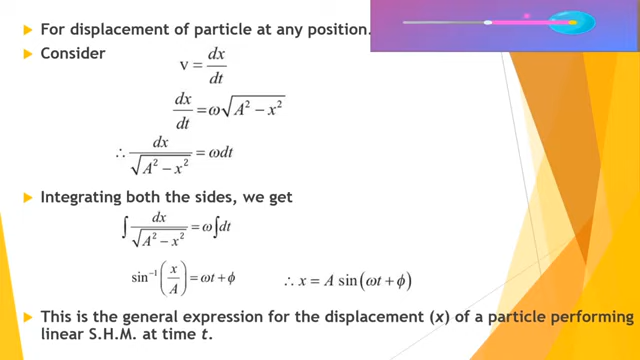 For displacement of particle at any position.
Consider
v = dx/dt
dx/dt = ω√(A² − x²)
∴ dx/√(A² − x²) = ωdt
Integrating both the sides, we get
∫ dx/√(A² − x²) = ω∫dt
sin⁻¹(x/A) = ωt + ϕ ∴ x = A sin(ωt + ϕ)
This is the general expression for the displacement (x) of a particle performing
linear S.H.M. at time t.